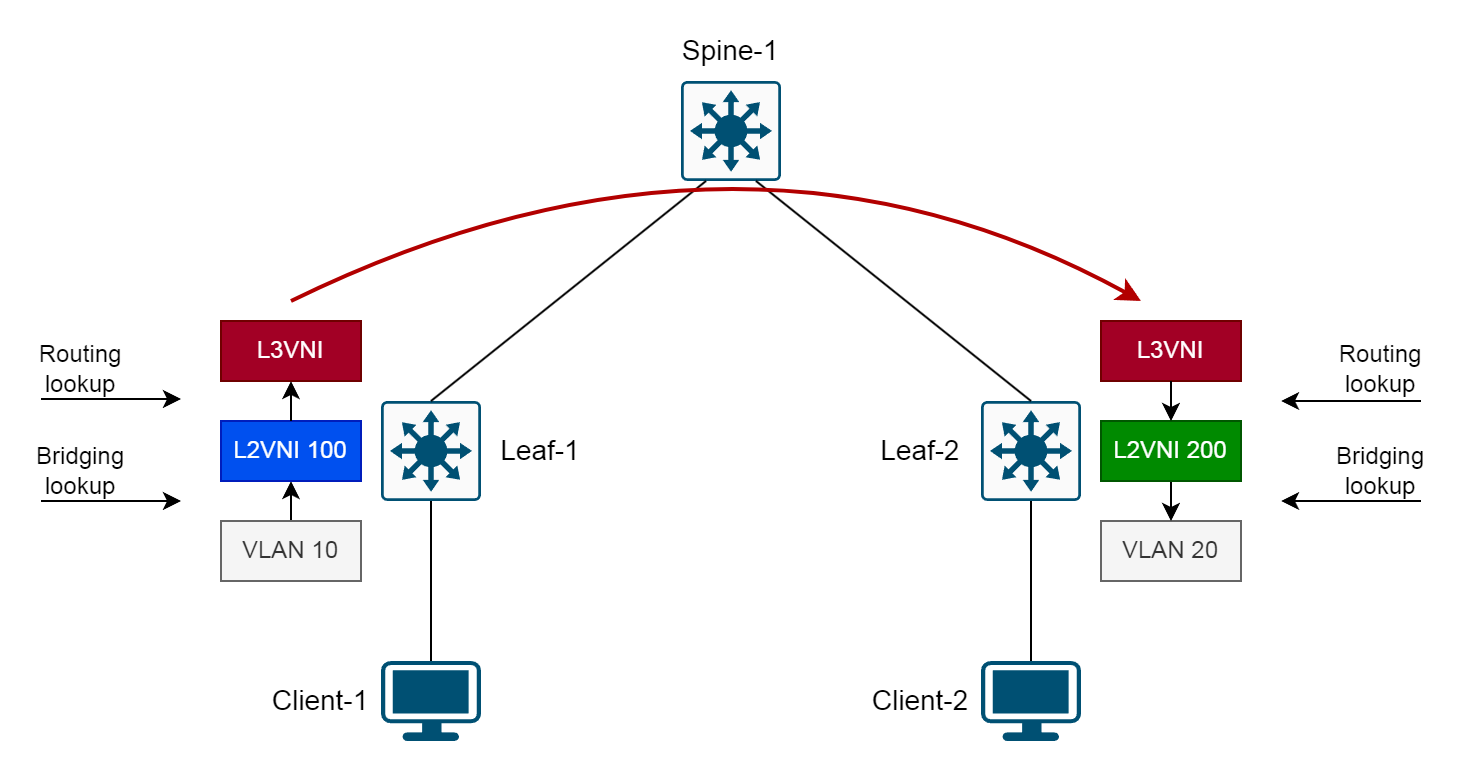 Spine-1
Routing
lookup
L3VNI
L3VNI
Routing
lookup
Bridging
lookup
L2VNI 100
Leaf-1
Leaf-2
L2VNI 200
Bridging
lookup
VLAN 10
VLAN 20
Client-1
Client-2